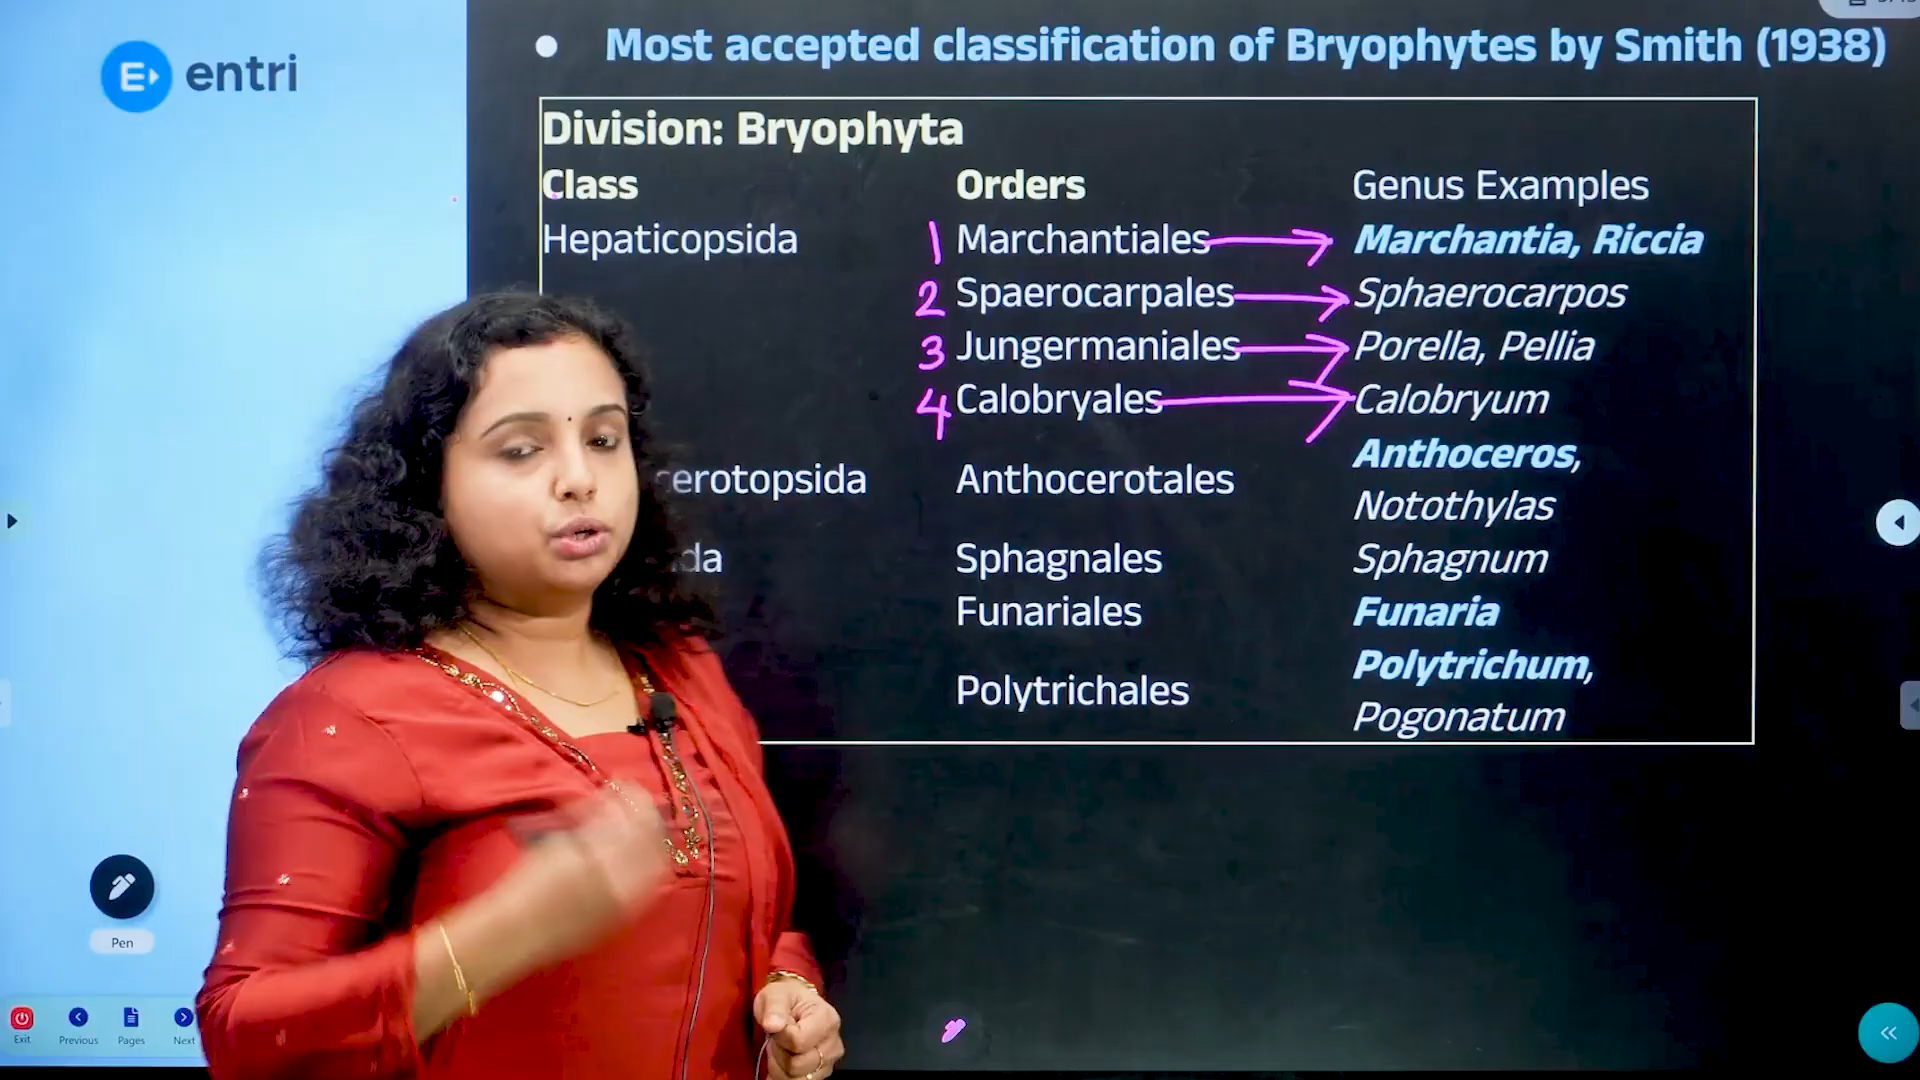 entri
Most accepted classification of Bryophytes by Smith (1938)
Division: Bryophyta
Class Orders Genus Examples
Hepaticopsida 1 Marchantiales Marchantia, Riccia
2 Spaerocarpales Sphaerocarpos
3 Jungermaniales Porella, Pellia
4 Calobryales Calobryum
cerotopsida Anthocerotales Anthoceros,
Notothylas
da Sphagnales Sphagnum
Funariales Funaria
Polytrichales Polytrichum,
Pogonatum
Pen
Exit Previous Pages Next